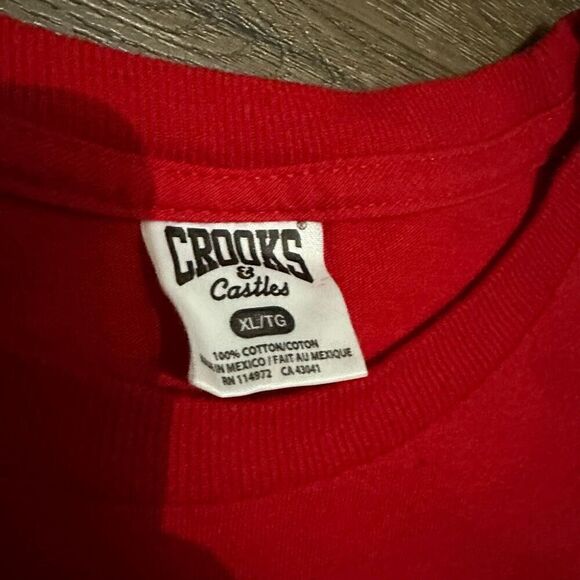 CROOKS®
&
Castles
XL/TG
100% COTTON/COTON
IN MEXICO / FAIT AU MEXIQUE
RN 114972 CA 43041